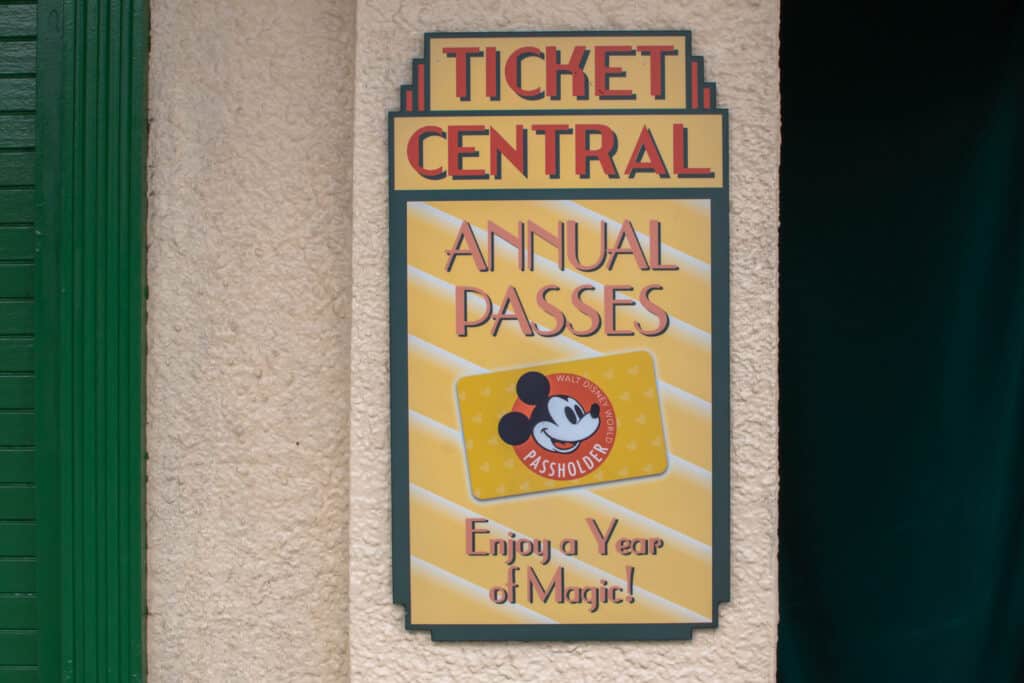 TICKET
CENTRAL
ANNUAL
PASSES
WALT DISNEY WORLD
PASSHOLDER
Enjoy a Year
of Magic!